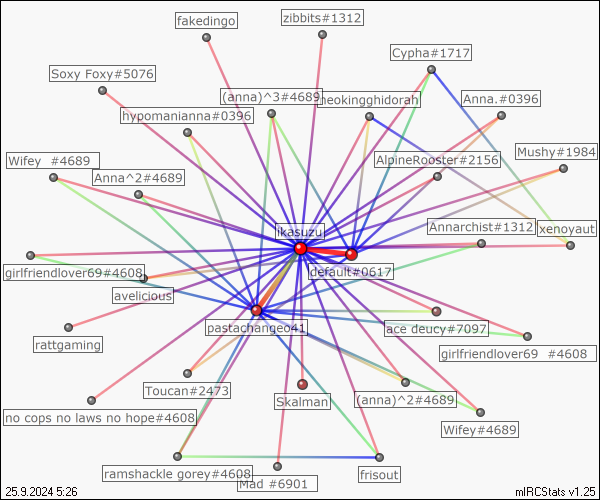 fakedingo
zibbits#1312
Cypha#1717
Soxy Foxy#5076
(anna)^3#4689
heokingghidorah
Anna.#0396
hypomanianna#0396
Mushy#1984
Wifey #4689
AlpineRooster#2156
Anna^2#4689
ikasuzu
Annarchist#1312
xenoyaut
girlfriendlover69#4608
default#0617
avelicious
pastachangeo41
ace deucy#7097
rattgaming
girlfriendlover69 #4608
Toucan#2473
Skalman
(anna)^2#4689
no cops no laws no hope#4608
Wifey#4689
ramshackle gorey#4608
Mad #6901
frisout
25.9.2024 5:26
mIRCStats v1.25